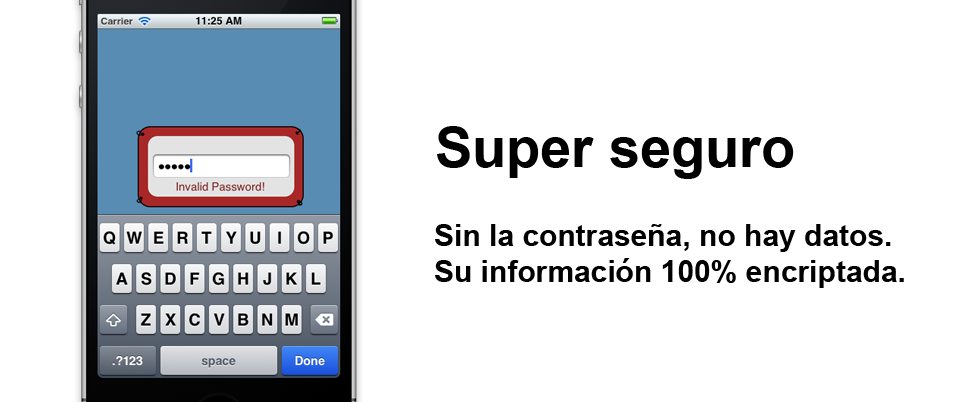 Carrier 11:25 AM
•••••
Invalid Password!
Q W E R T Y U I O P
A S D F G H J K L
Z X C V B N M
.?123 space Done
Super seguro
Sin la contraseña, no hay datos.
Su información 100% encriptada.